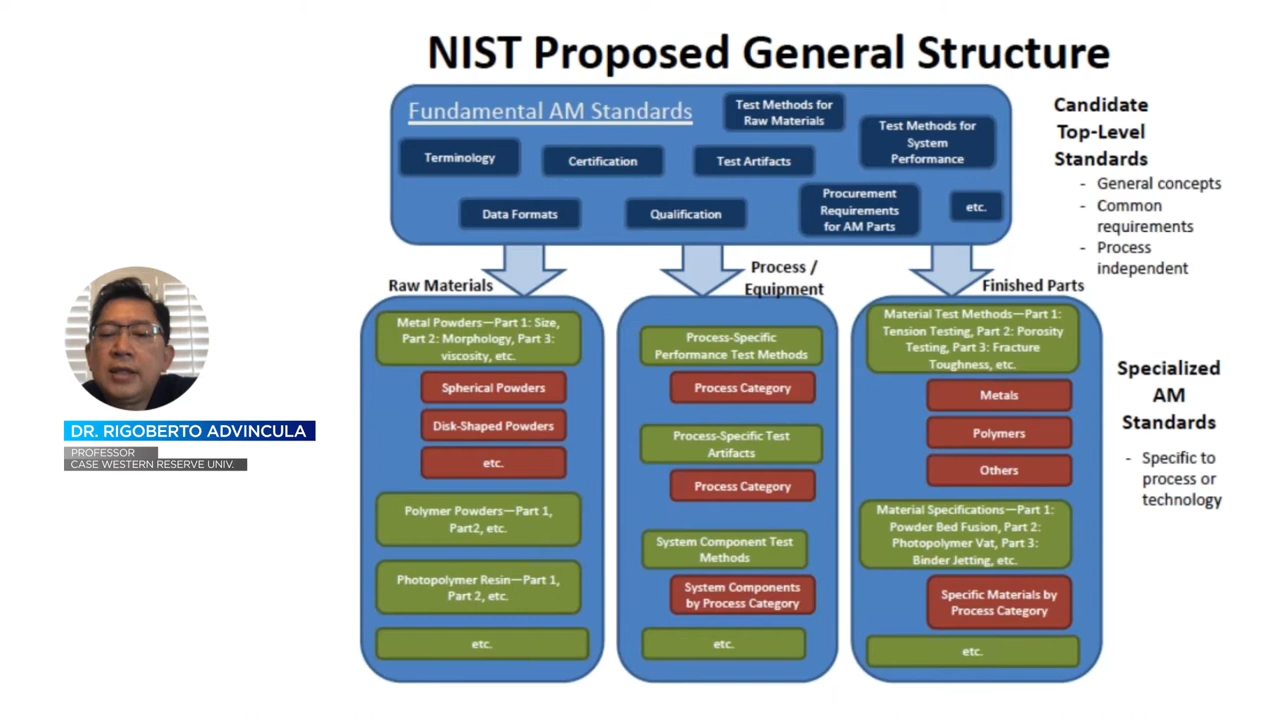 NIST Proposed General Structure
Fundamental AM Standards
Test Methods for
Raw Materials
Test Methods for
System
Performance
Terminology
Certification
Test Artifacts
Data Formats
Qualification
Procurement
Requirements
for AM Parts
etc.
Candidate
Top-Level
Standards
- General concepts
- Common
requirements
- Process
independent
Raw Materials
Metal Powders—Part 1: Size,
Part 2: Morphology, Part 3:
viscosity, etc.
Spherical Powders
Disk-Shaped Powders
etc.
Polymer Powders—Part 1,
Part2, etc.
Photopolymer Resin—Part 1,
Part 2, etc.
etc.
Process /
Equipment
Process-Specific
Performance Test Methods
Process Category
Process-Specific Test
Artifacts
Process Category
System Component Test
Methods
System Components
by Process Category
etc.
Finished Parts
Material Test Methods—Part 1:
Tension Testing, Part 2: Porosity
Testing, Part 3: Fracture
Toughness, etc.
Metals
Polymers
Others
Material Specifications—Part 1:
Powder Bed Fusion, Part 2:
Photopolymer Vat, Part 3:
Binder Jetting, etc.
Specific Materials by
Process Category
etc.
Specialized
AM
Standards
- Specific to
process or
technology
DR. RIGOBERTO ADVINCULA
PROFESSOR
CASE WESTERN RESERVE UNIV.